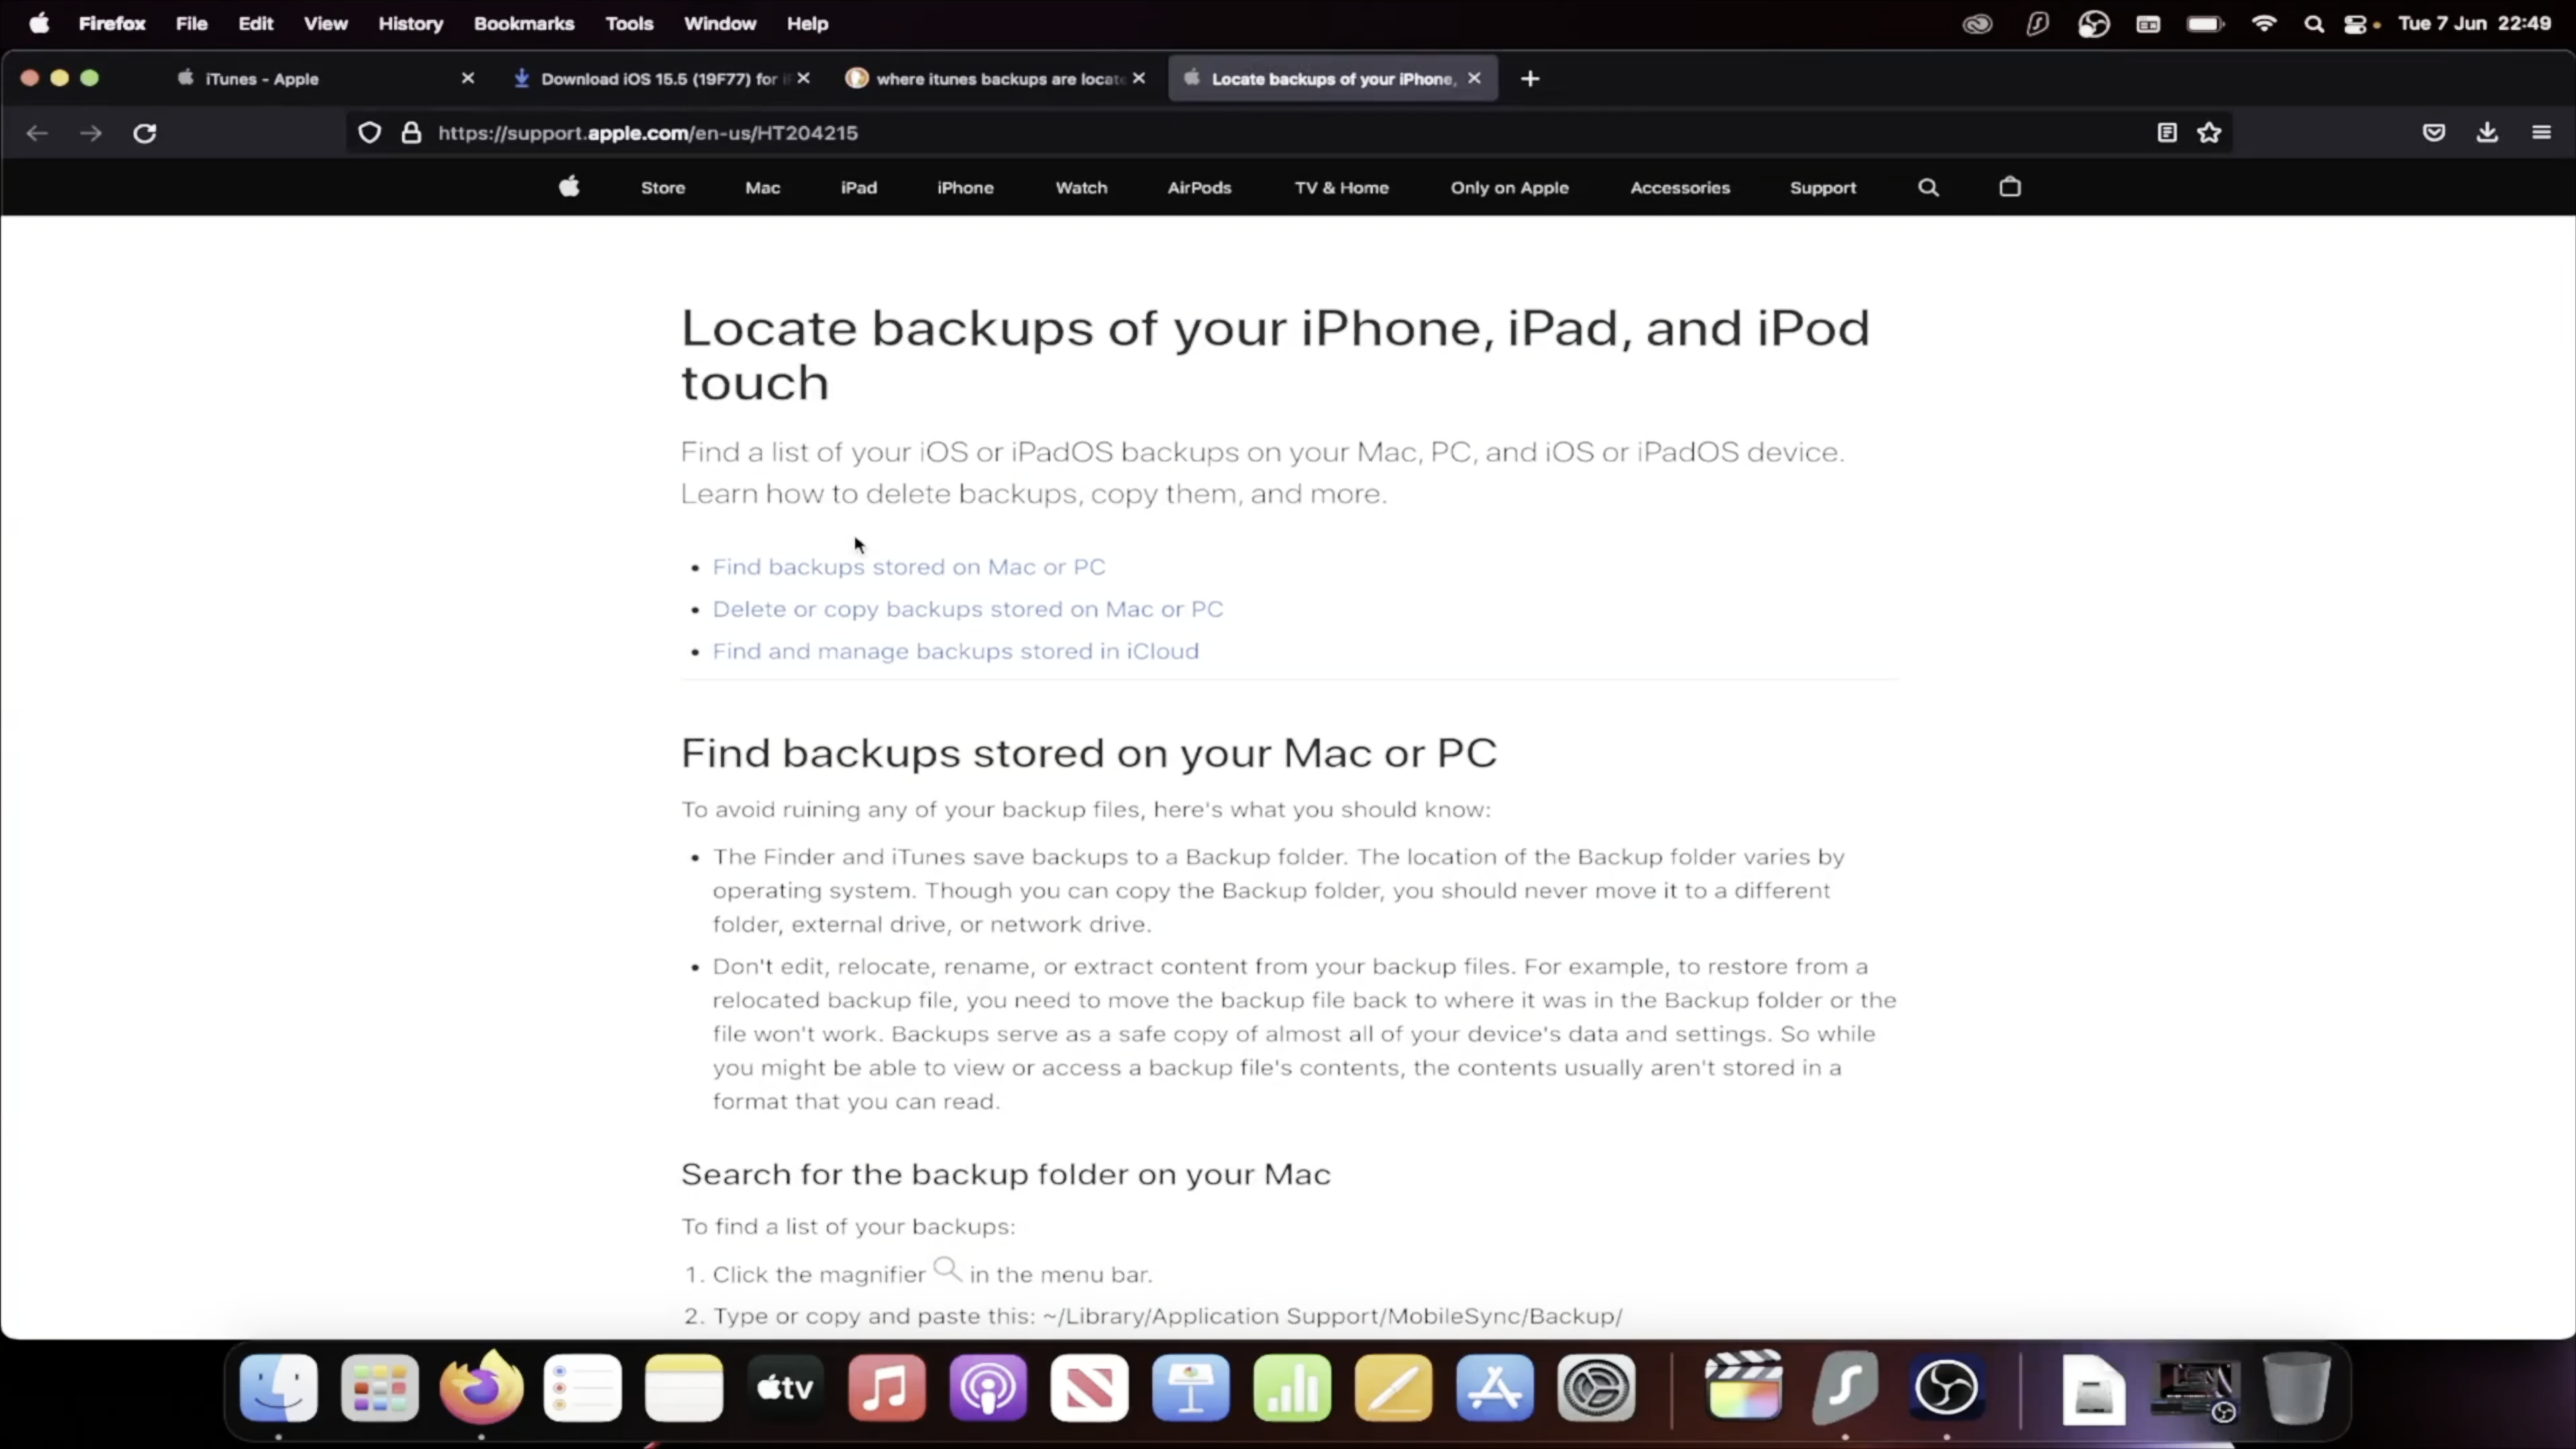 Firefox File Edit View History Bookmarks Tools Window Help Tue 7 Jun 22:49
iTunes - Apple Download iOS 15.5 (19F77) for where itunes backups are locat Locate backups of your iPhone,
https://support.apple.com/en-us/HT204215
Store Mac iPad iPhone Watch AirPods TV & Home Only on Apple Accessories Support
Locate backups of your iPhone, iPad, and iPod
touch
Find a list of your iOS or iPadOS backups on your Mac, PC, and iOS or iPadOS device.
Learn how to delete backups, copy them, and more.
• Find backups stored on Mac or PC
• Delete or copy backups stored on Mac or PC
• Find and manage backups stored in iCloud
Find backups stored on your Mac or PC
To avoid ruining any of your backup files, here's what you should know:
• The Finder and iTunes save backups to a Backup folder. The location of the Backup folder varies by
operating system. Though you can copy the Backup folder, you should never move it to a different
folder, external drive, or network drive.
• Don't edit, relocate, rename, or extract content from your backup files. For example, to restore from a
relocated backup file, you need to move the backup file back to where it was in the Backup folder or the
file won't work. Backups serve as a safe copy of almost all of your device's data and settings. So while
you might be able to view or access a backup file's contents, the contents usually aren't stored in a
format that you can read.
Search for the backup folder on your Mac
To find a list of your backups:
1. Click the magnifier in the menu bar.
2. Type or copy and paste this: ~/Library/Application Support/MobileSync/Backup/
tv